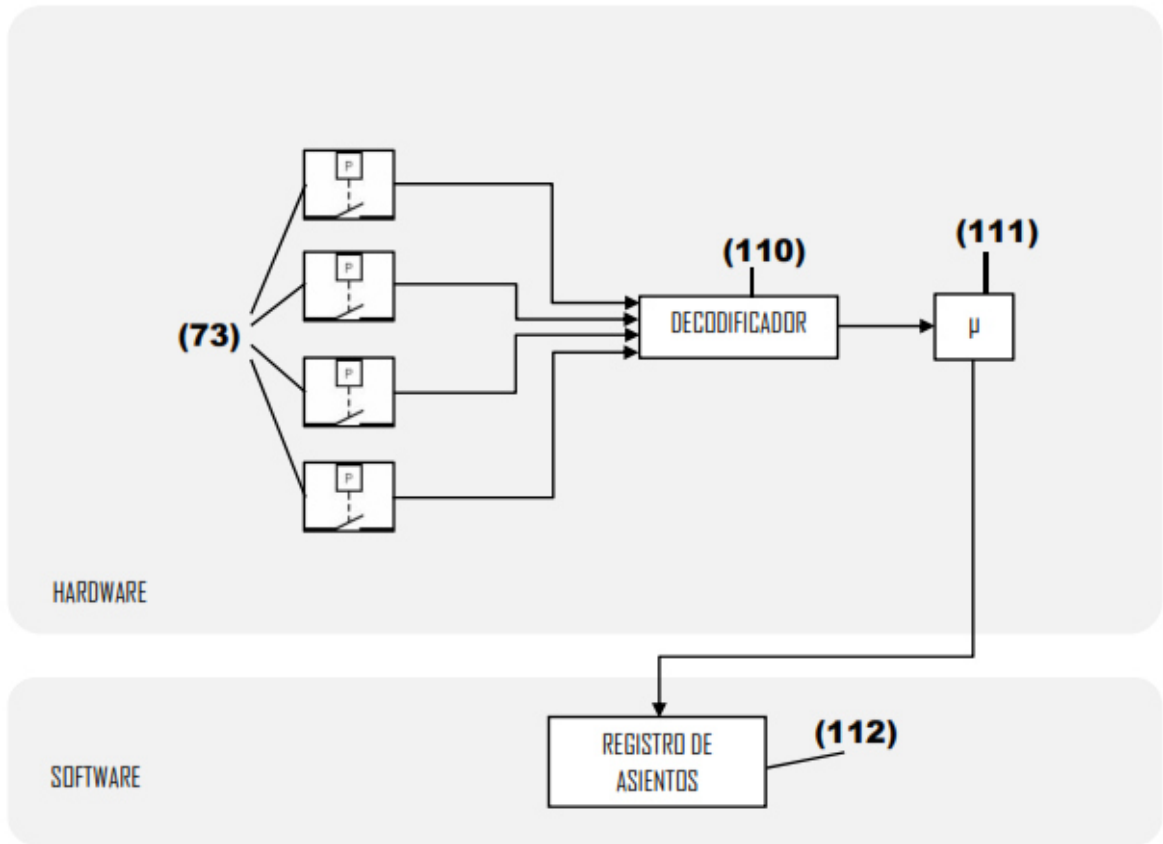 P
(111)
(110)
P
DECODIFICADOR
µ
(73)
P
P
HARDWARE
REGISTRO DE
ASIENTOS
(112)
SOFTWARE